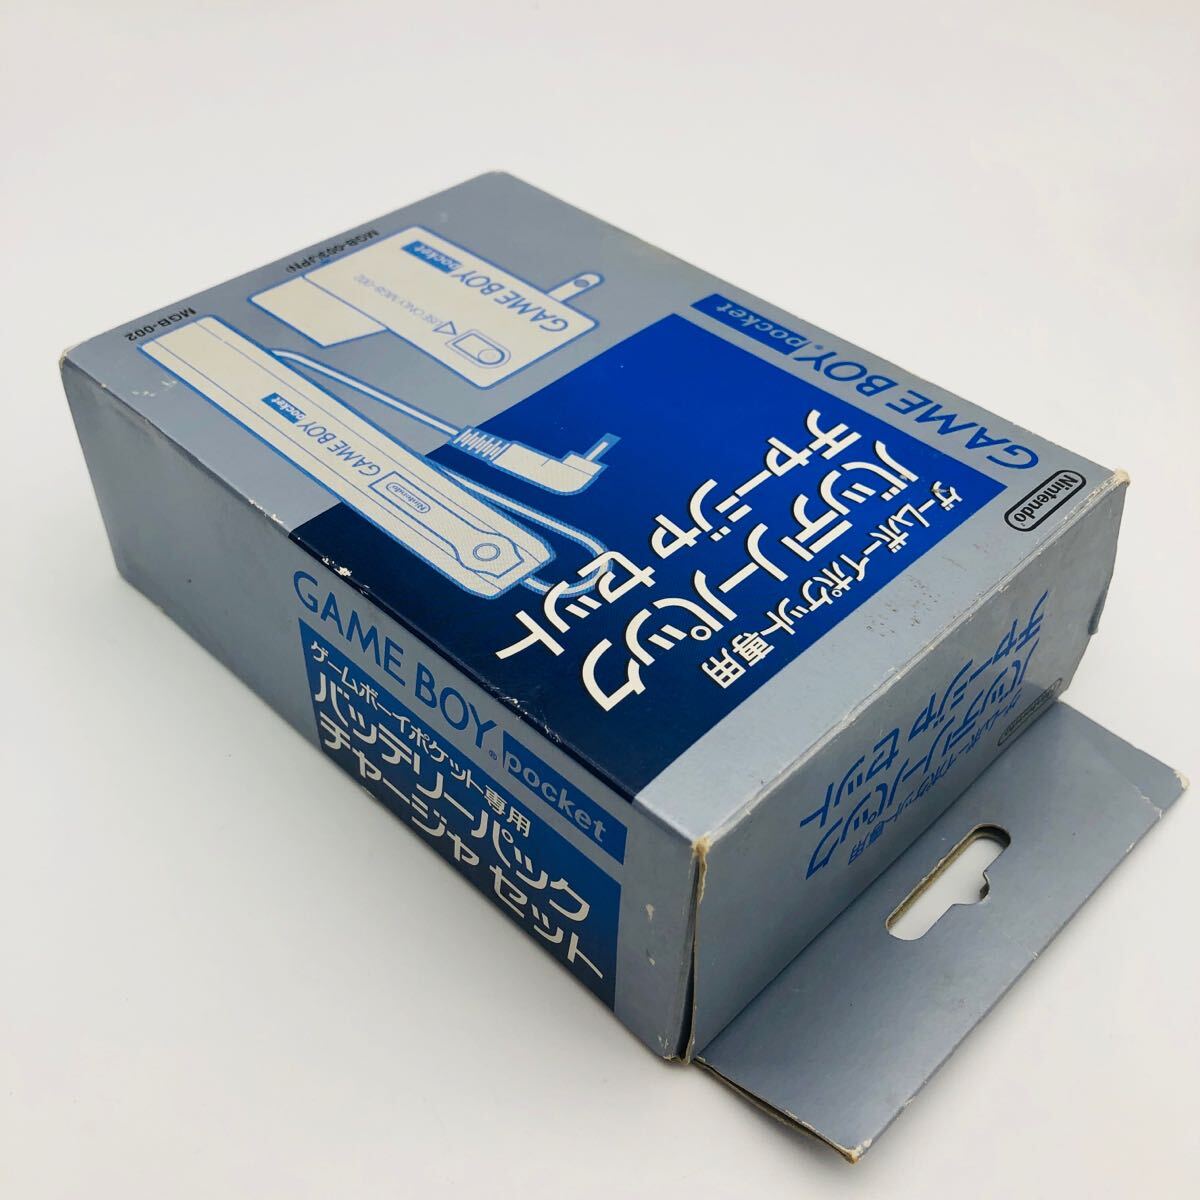 Nintendo
GAME BOY® pocket
ゲームボーイポケット専用
バッテリーパック
チャージャ セット
GAME BOY pocket
USE ONLY MGB-002
MGB-003(JPN)
Nintendo
GAME BOY pocket
MGB-002
GAME BOY® pocket
ゲームボーイポケット専用
バッテリーパック
チャージャ セット
ゲームボーイポケット専用
バッテリーパック
チャージャ セット